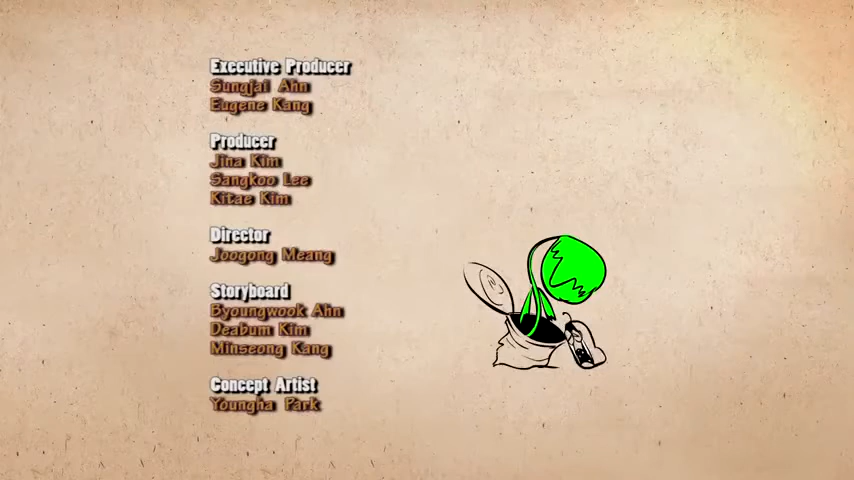 Executive Producer
Sungjai Ahn
Eugene Kang
Producer
Jina Kim
Sangkoo Lee
Kitae Kim
Director
Joogong Meang
Storyboard
Byoungwook Ahn
Deabum Kim
Minseong Kang
Concept Artist
Youngha Park